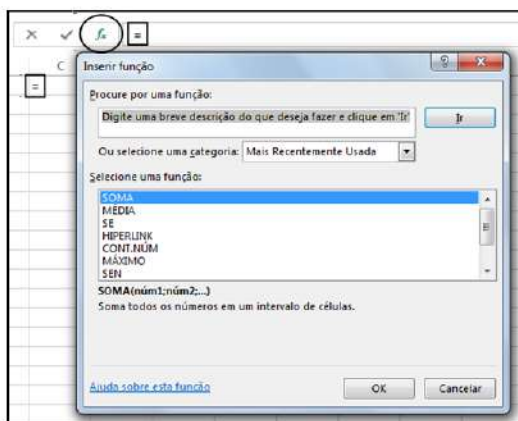 × ✓ fx =
C
=
Inserir função
?
X
Procure por uma função:
Digite uma breve descrição do que deseja fazer e clique em 'Ir'
Ir
Ou selecione uma categoria: Mais Recentemente Usada
Selecione uma função:
SOMA
MÉDIA
SE
HIPERLINK
CONT.NÚM
MÁXIMO
SEN
SOMA(núm1;núm2;...)
Soma todos os números em um intervalo de células.
Ajuda sobre esta função
OK Cancelar